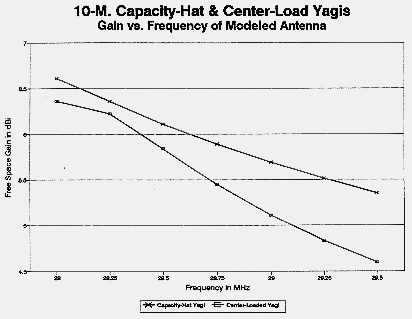 10-M. Capacity-Hat & Center-Load Yagis
Gain vs. Frequency of Modeled Antenna
Free Space Gain in dBi
7
6.5
6
5.5
5
4.5
28 28.25 28.5 28.75 29 29.25 29.5
Frequency in MHz
Capacity-Hat Yagi Center-Loaded Yagi